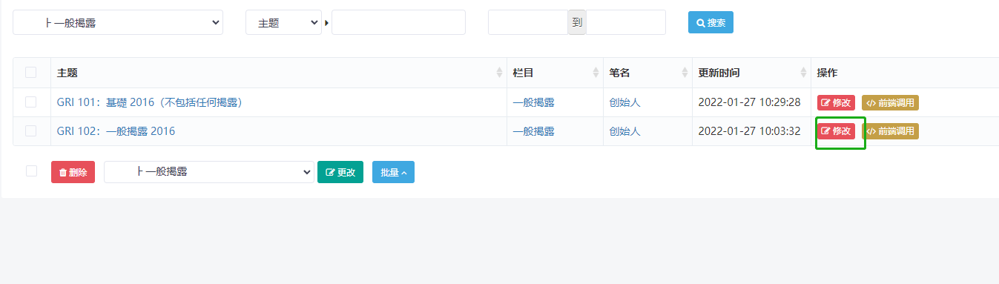 ├ 一般揭露 主题 到 搜索
主题 栏目 笔名 更新时间 操作
GRI 101：基礎 2016（不包括任何揭露） 一般揭露 创始人 2022-01-27 10:29:28 修改 </> 前端调用
GRI 102：一般揭露 2016 一般揭露 创始人 2022-01-27 10:03:32 修改 </> 前端调用
删除 ├ 一般揭露 更改 批量